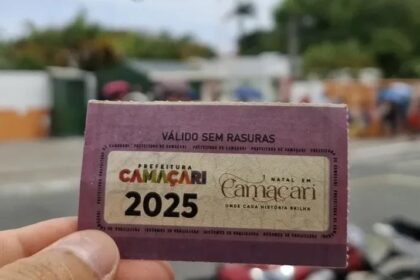 VÁLIDO SEM RASURAS
PREFEITURA
CAMAÇARI
2025
NATAL EM
Camaçari
ONDE CADA HISTÓRIA BRILHA